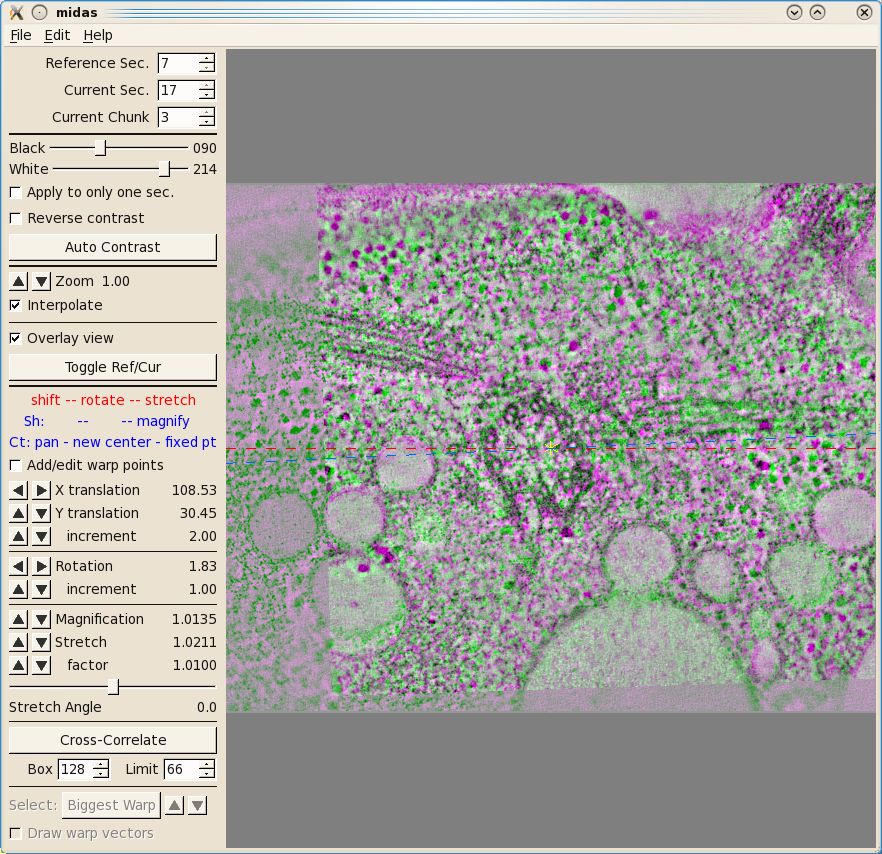 midas
File Edit Help
Reference Sec. 7
Current Sec. 17
Current Chunk 3
Black 090
White 214
Apply to only one sec.
Reverse contrast
Auto Contrast
Zoom 1.00
Interpolate
Overlay view
Toggle Ref/Cur
shift -- rotate -- stretch
Sh: -- -- magnify
Ct: pan - new center - fixed pt
Add/edit warp points
X translation 108.53
Y translation 30.45
increment 2.00
Rotation 1.83
increment 1.00
Magnification 1.0135
Stretch 1.0211
factor 1.0100
Stretch Angle 0.0
Cross-Correlate
Box 128 Limit 66
Select: Biggest Warp
Draw warp vectors